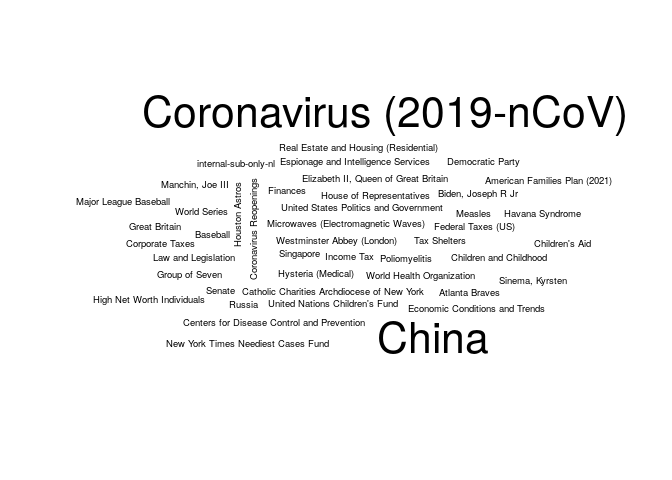 Coronavirus (2019-nCoV)
Real Estate and Housing (Residential)
internal-sub-only-nl
Espionage and Intelligence Services
Democratic Party
Manchin, Joe III
Elizabeth II, Queen of Great Britain
American Families Plan (2021)
Finances
House of Representatives
Biden, Joseph R Jr
Major League Baseball
World Series
Houston Astros
Coronavirus Reopenings
United States Politics and Government
Measles
Havana Syndrome
Great Britain
Baseball
Microwaves (Electromagnetic Waves)
Federal Taxes (US)
Corporate Taxes
Westminster Abbey (London)
Tax Shelters
Children's Aid
Law and Legislation
Singapore
Income Tax
Poliomyelitis
Children and Childhood
Group of Seven
Hysteria (Medical)
World Health Organization
Sinema, Kyrsten
Senate
Catholic Charities Archdiocese of New York
Atlanta Braves
High Net Worth Individuals
Russia
United Nations Children's Fund
Economic Conditions and Trends
Centers for Disease Control and Prevention
China
New York Times Neediest Cases Fund